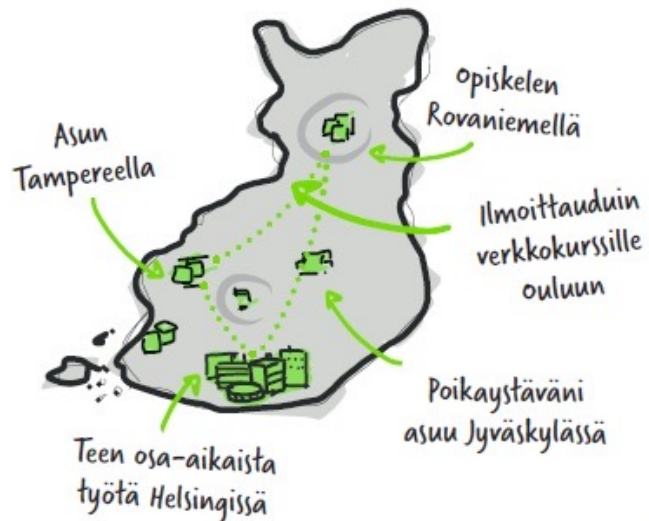 Opiskelen
Rovaniemellä
Asun
Tampereella
Ilmoittauduin
verkkokurssille
ouluun
Poikaystäväni
asuu Jyväskylässä
Teen osa-aikaista
työtä Helsingissä